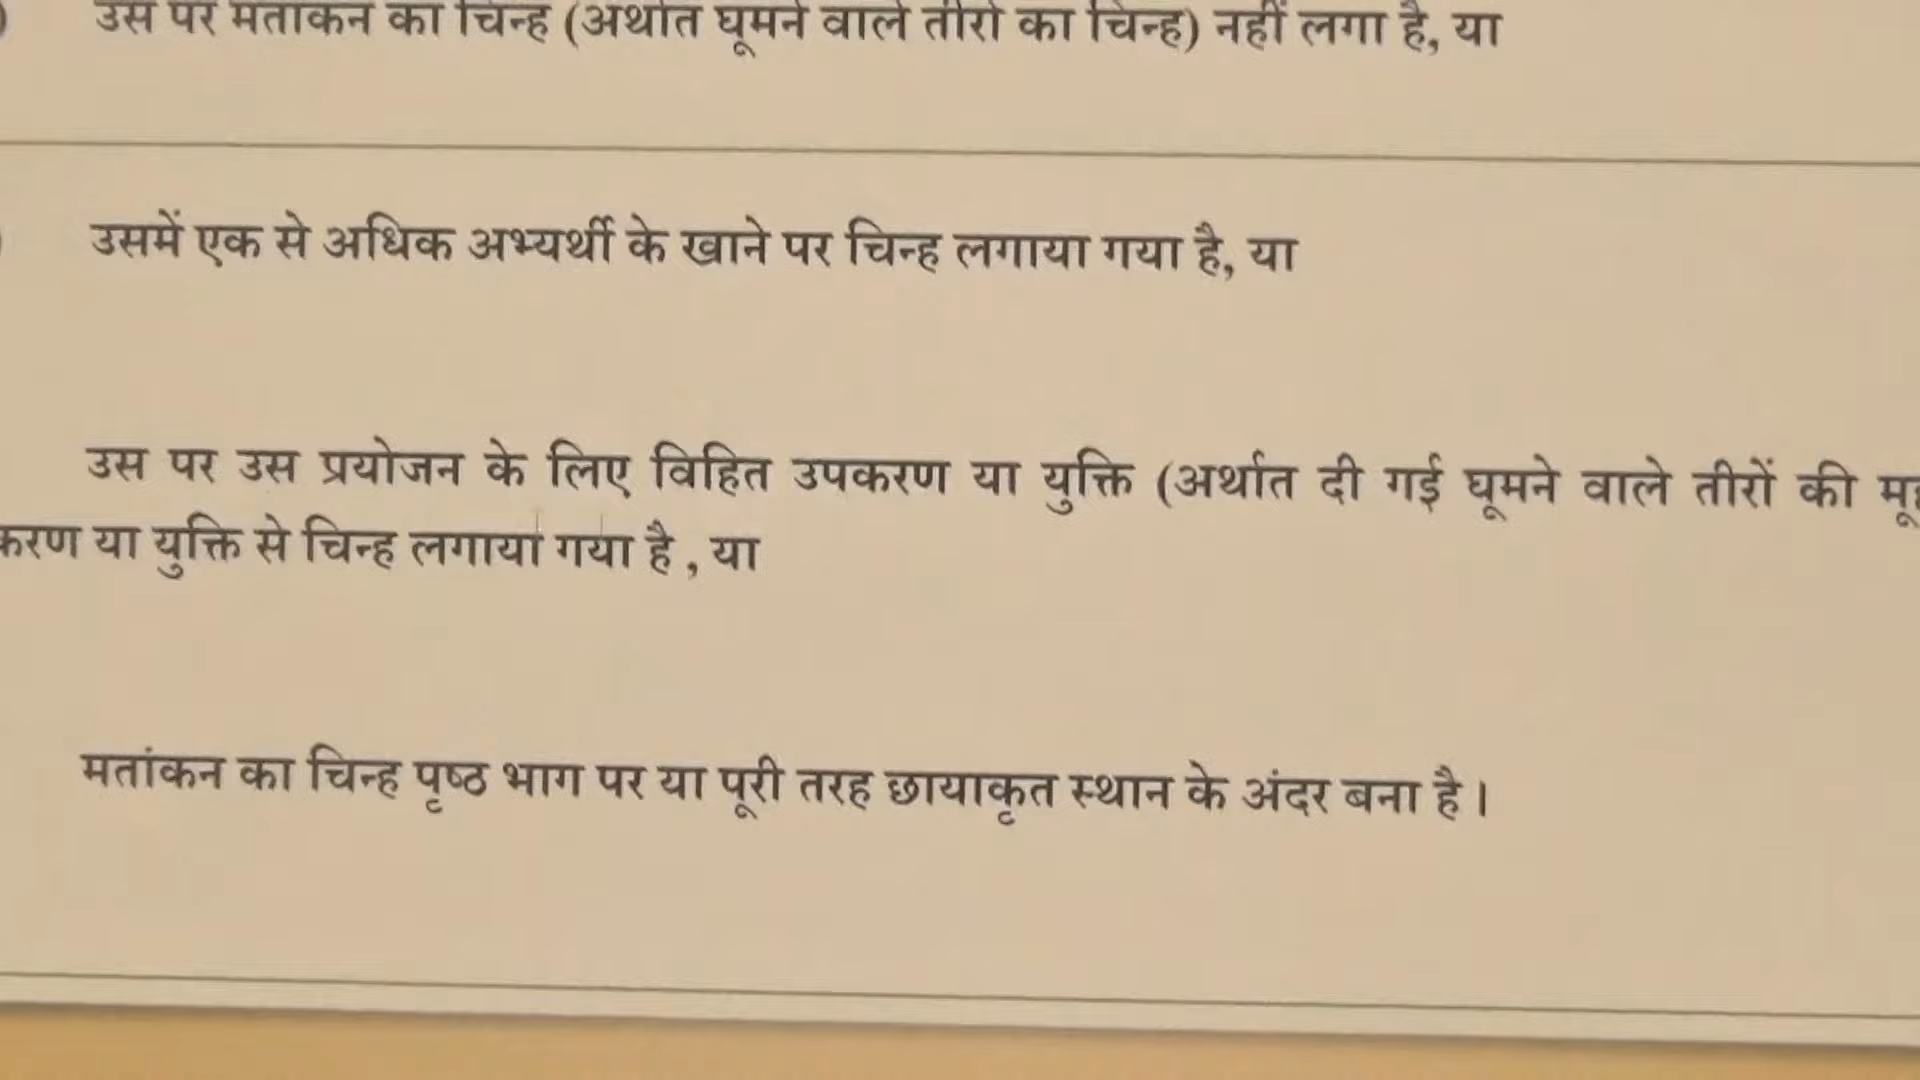 उस पर मतांकन का चिन्ह (अर्थात घूमने वाले तीरों का चिन्ह) नहीं लगा है, या
उसमें एक से अधिक अभ्यर्थी के खाने पर चिन्ह लगाया गया है, या
उस पर उस प्रयोजन के लिए विहित उपकरण या युक्ति (अर्थात दी गई घूमने वाले तीरों की
करण या युक्ति से चिन्ह लगाया गया है , या
मतांकन का चिन्ह पृष्ठ भाग पर या पूरी तरह छायाकृत स्थान के अंदर बना है।